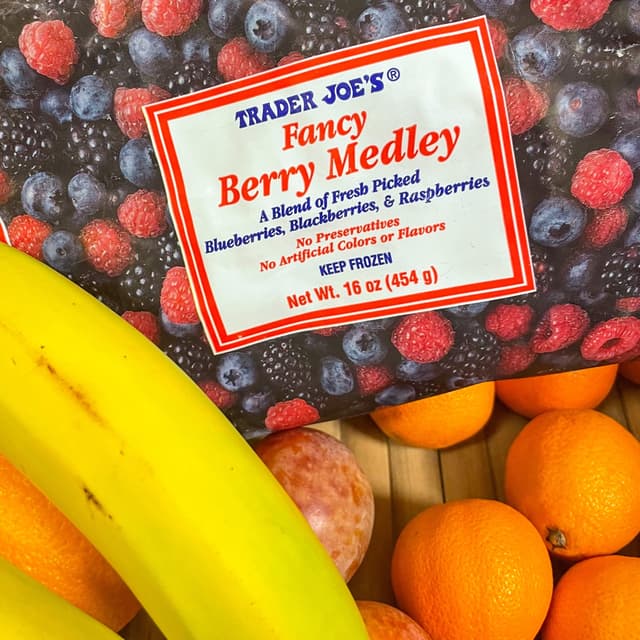 TRADER JOE'S®
Fancy
Berry Medley
A Blend of Fresh Picked
Blueberries, Blackberries, & Raspberries
No Preservatives
No Artificial Colors or Flavors
KEEP FROZEN
Net Wt. 16 oz (454 g)